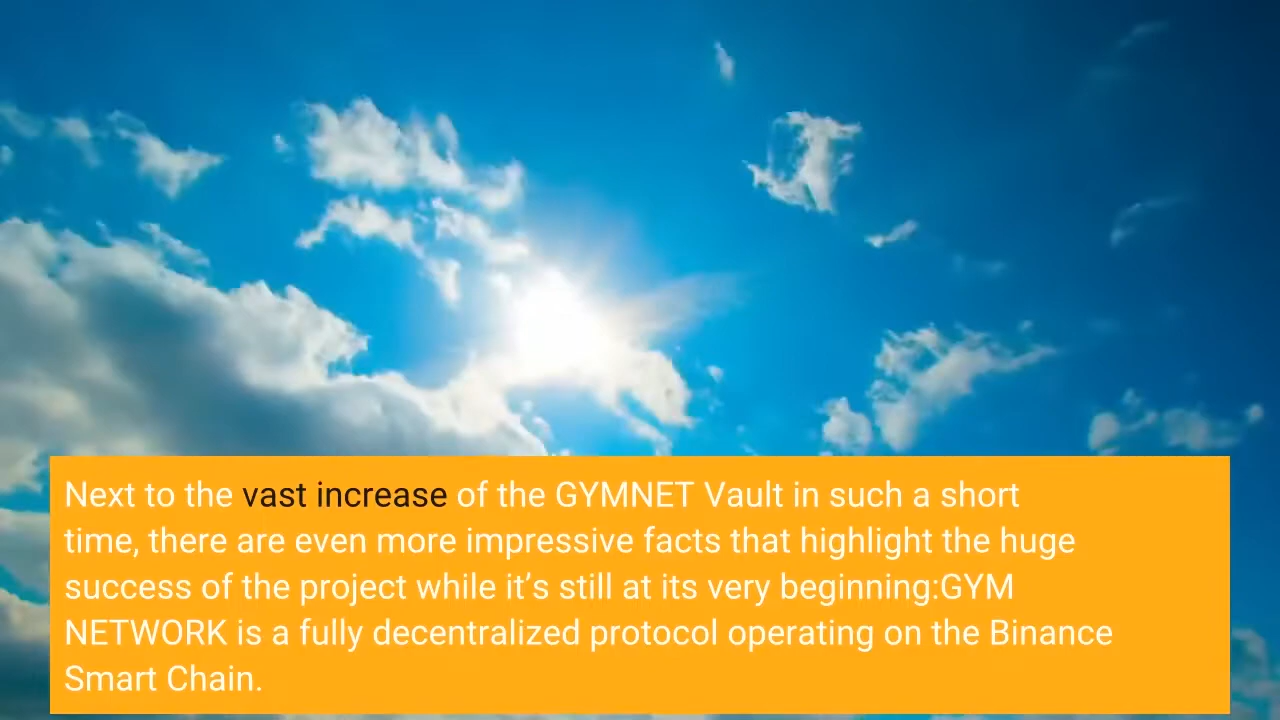 Next to the vast increase of the GYMNET Vault in such a short
time, there are even more impressive facts that highlight the huge
success of the project while it’s still at its very beginning:GYM
NETWORK is a fully decentralized protocol operating on the Binance
Smart Chain.